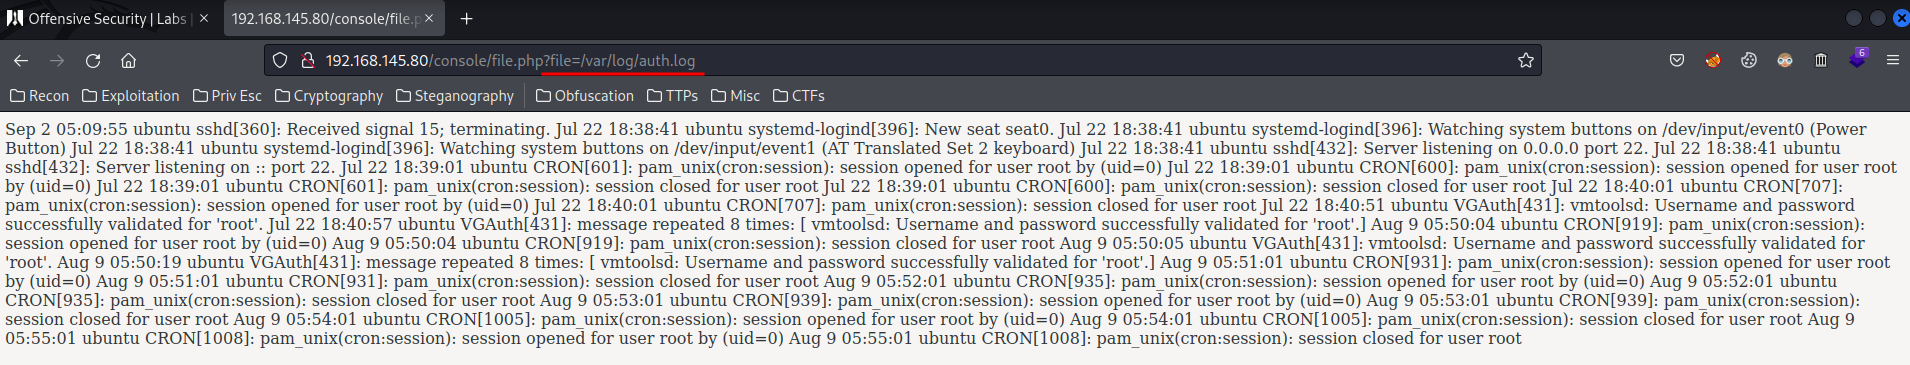 Offensive Security | Labs |
192.168.145.80/console/file.p
192.168.145.80/console/file.php?file=/var/log/auth.log
6
Recon Exploitation Priv Esc Cryptography Steganography Obfuscation TTPs Misc CTFs
Sep 2 05:09:55 ubuntu sshd[360]: Received signal 15; terminating. Jul 22 18:38:41 ubuntu systemd-logind[396]: New seat seat0. Jul 22 18:38:41 ubuntu systemd-logind[396]: Watching system buttons on /dev/input/event0 (Power
Button) Jul 22 18:38:41 ubuntu systemd-logind[396]: Watching system buttons on /dev/input/event1 (AT Translated Set 2 keyboard) Jul 22 18:38:41 ubuntu sshd[432]: Server listening on 0.0.0.0 port 22. Jul 22 18:38:41 ubuntu
sshd[432]: Server listening on :: port 22. Jul 22 18:39:01 ubuntu CRON[601]: pam_unix(cron:session): session opened for user root by (uid=0) Jul 22 18:39:01 ubuntu CRON[600]: pam_unix(cron:session): session opened for user root
by (uid=0) Jul 22 18:39:01 ubuntu CRON[601]: pam_unix(cron:session): session closed for user root Jul 22 18:39:01 ubuntu CRON[600]: pam_unix(cron:session): session closed for user root Jul 22 18:40:01 ubuntu CRON[707]:
pam_unix(cron:session): session opened for user root by (uid=0) Jul 22 18:40:01 ubuntu CRON[707]: pam_unix(cron:session): session closed for user root Jul 22 18:40:51 ubuntu VGAuth[431]: vmtoolsd: Username and password
successfully validated for 'root'. Jul 22 18:40:57 ubuntu VGAuth[431]: message repeated 8 times: [ vmtoolsd: Username and password successfully validated for 'root'.] Aug 9 05:50:04 ubuntu CRON[919]: pam_unix(cron:session):
session opened for user root by (uid=0) Aug 9 05:50:04 ubuntu CRON[919]: pam_unix(cron:session): session closed for user root Aug 9 05:50:05 ubuntu VGAuth[431]: vmtoolsd: Username and password successfully validated for
'root'. Aug 9 05:50:19 ubuntu VGAuth[431]: message repeated 8 times: [ vmtoolsd: Username and password successfully validated for 'root'.] Aug 9 05:51:01 ubuntu CRON[931]: pam_unix(cron:session): session opened for user root
by (uid=0) Aug 9 05:51:01 ubuntu CRON[931]: pam_unix(cron:session): session closed for user root Aug 9 05:52:01 ubuntu CRON[935]: pam_unix(cron:session): session opened for user root by (uid=0) Aug 9 05:52:01 ubuntu
CRON[935]: pam_unix(cron:session): session closed for user root Aug 9 05:53:01 ubuntu CRON[939]: pam_unix(cron:session): session opened for user root by (uid=0) Aug 9 05:53:01 ubuntu CRON[939]: pam_unix(cron:session):
session closed for user root Aug 9 05:54:01 ubuntu CRON[1005]: pam_unix(cron:session): session opened for user root by (uid=0) Aug 9 05:54:01 ubuntu CRON[1005]: pam_unix(cron:session): session closed for user root Aug 9
05:55:01 ubuntu CRON[1008]: pam_unix(cron:session): session opened for user root by (uid=0) Aug 9 05:55:01 ubuntu CRON[1008]: pam_unix(cron:session): session closed for user root